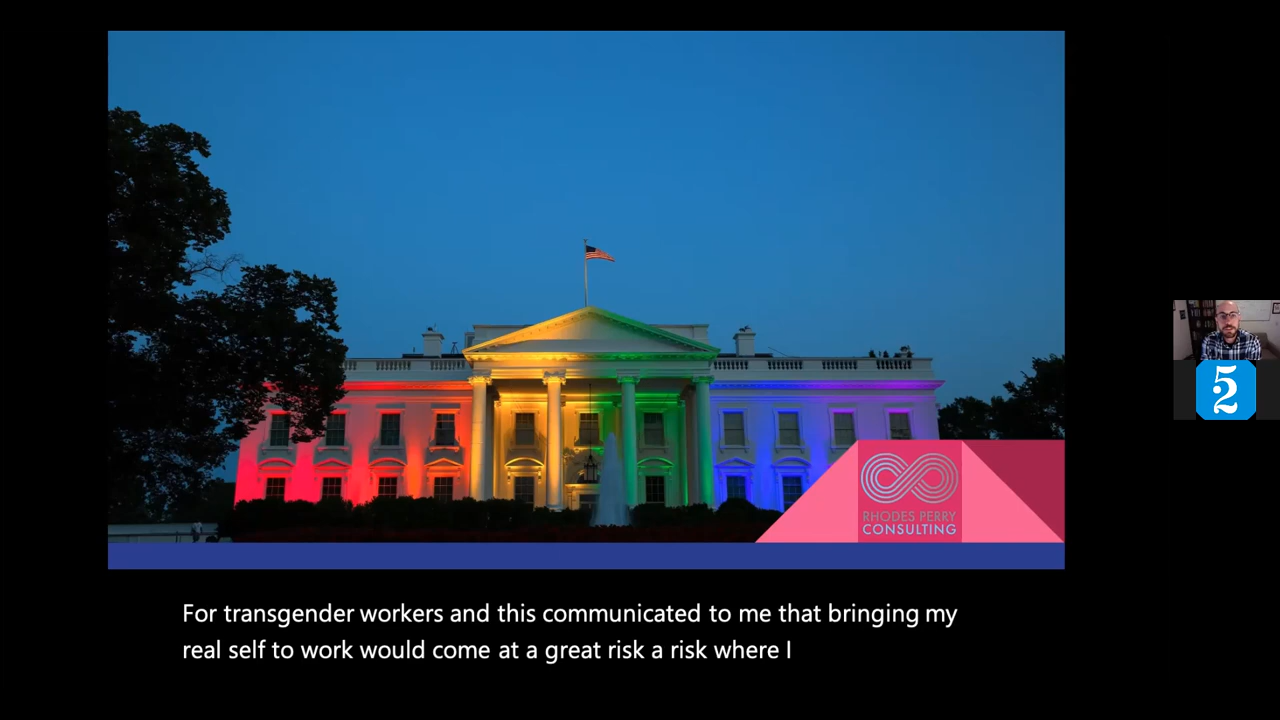 RHODES PERRY
CONSULTING
5
For transgender workers and this communicated to me that bringing my
real self to work would come at a great risk a risk where I